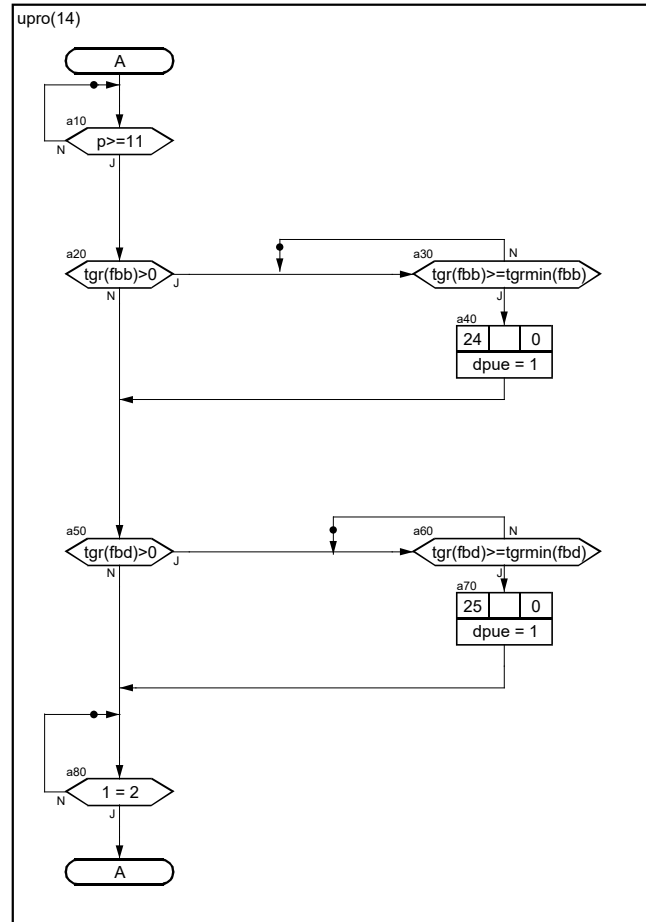 upro(14)
A
a10
p>=11
N
J
a20
tgr(fbb)>0
J
N
a30
N
tgr(fbb)>=tgrmin(fbb)
J
a40
24 0
dpue = 1
a50
tgr(fbd)>0
J
N
a60
N
tgr(fbd)>=tgrmin(fbd)
J
a70
25 0
dpue = 1
a80
1 = 2
N
J
A